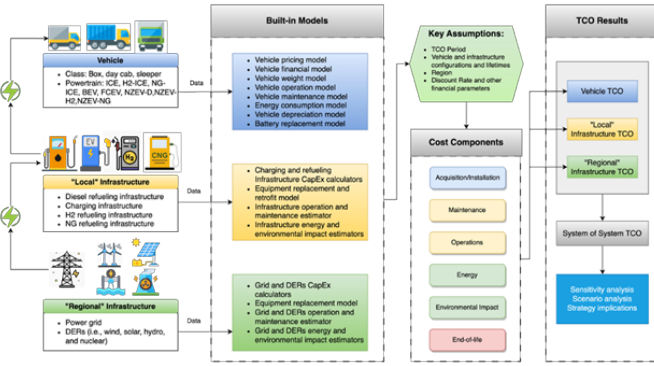 Vehicle
• Class: Box, day cab, sleeper
• Powertrain: ICE, H2-ICE, NG-
ICE, BEV, FCEV, NZEV-D,NZEV-
H2,NZEV-NG
EV
H2
CNG
"Local" Infrastructure
• Diesel refueling infrastructure
• Charging infrastructure
• H2 refueling infrastructure
• NG refueling infrastructure
"Regional" Infrastructure
• Power grid
• DERs (i.e., wind, solar, hydro,
and nuclear)
Data
Data
Data
Built-in Models
• Vehicle pricing model
• Vehicle financial model
• Vehicle weight model
• Vehicle operation model
• Vehicle maintenance model
• Energy consumption model
• Vehicle depreciation model
• Battery replacement model
• Charging and refueling
Infrastructure CapEx calculators
• Equipment replacement and
retrofit model
• Infrastructure operation and
maintenance estimator
• Infrastructure energy and
environmental impact estimators
• Grid and DERs CapEx
calculators
• Equipment replacement model
• Grid and DERs operation and
maintenance estimator
• Grid and DERs energy and
environmental impact estimators
Key Assumptions:
• TCO Period
• Vehicle and infrastructure
configurations and lifetimes
• Region
• Discount Rate and other
financial parameters
Cost Components
Acquisition/Installation
Maintenance
Operations
Energy
Environmental Impact
End-of-life
TCO Results
Vehicle TCO
"Local"
Infrastructure TCO
"Regional"
Infrastructure TCO
System of System TCO
Sensitivity analysis
Scenario analysis
Strategy implications